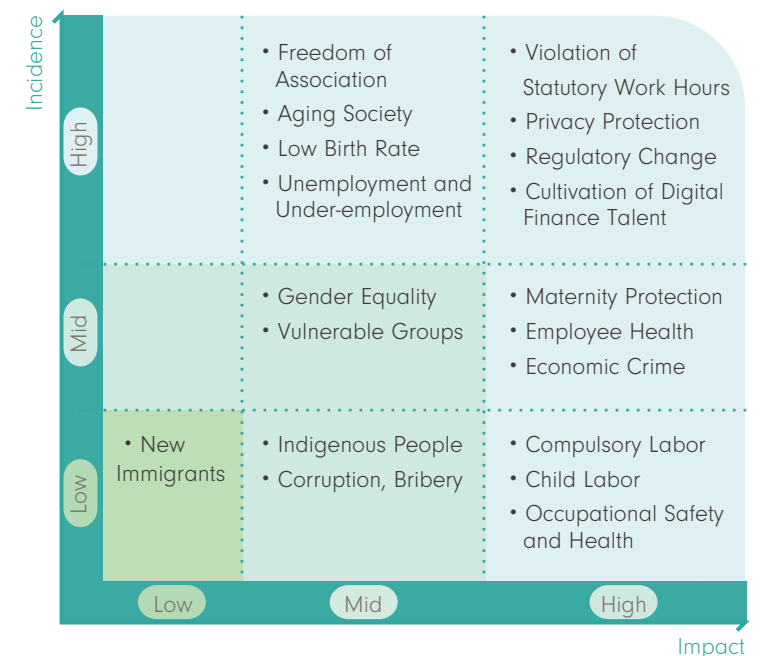 Incidence
High
• Freedom of
Association
• Aging Society
• Low Birth Rate
• Unemployment and
Under-employment
• Violation of
Statutory Work Hours
• Privacy Protection
• Regulatory Change
• Cultivation of Digital
Finance Talent
Mid
• Gender Equality
• Vulnerable Groups
• Maternity Protection
• Employee Health
• Economic Crime
Low
• New
Immigrants
• Indigenous People
• Corruption, Bribery
• Compulsory Labor
• Child Labor
• Occupational Safety
and Health
Low
Mid
High
Impact